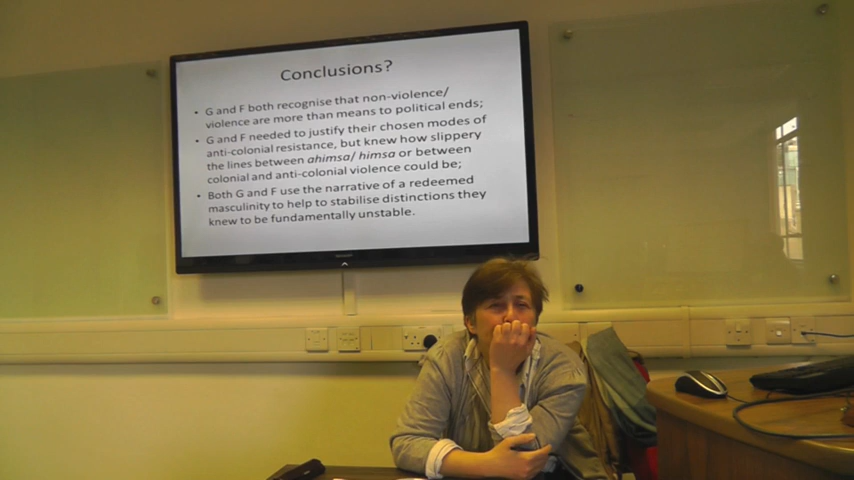 Conclusions?
• G and F both recognise that non-violence/
violence are more than means to political ends;
• G and F needed to justify their chosen modes of
anti-colonial resistance, but knew how slippery
the lines between ahimsa/ himsa or between
colonial and anti-colonial violence could be;
• Both G and F use the narrative of a redeemed
masculinity to help to stabilise distinctions they
knew to be fundamentally unstable.